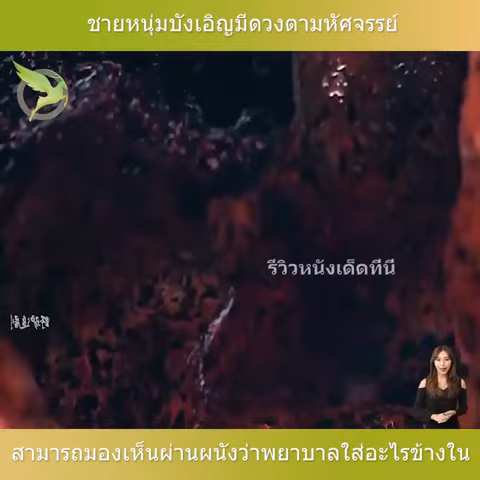 ชายหนุ่มบังเอิญมีดวงตามหัศจรรย์
รีวิวหนังเด็ดทีนี
สามารถมองเห็นผ่านผนังว่าพยาบาลใส่อะไรข้างใน